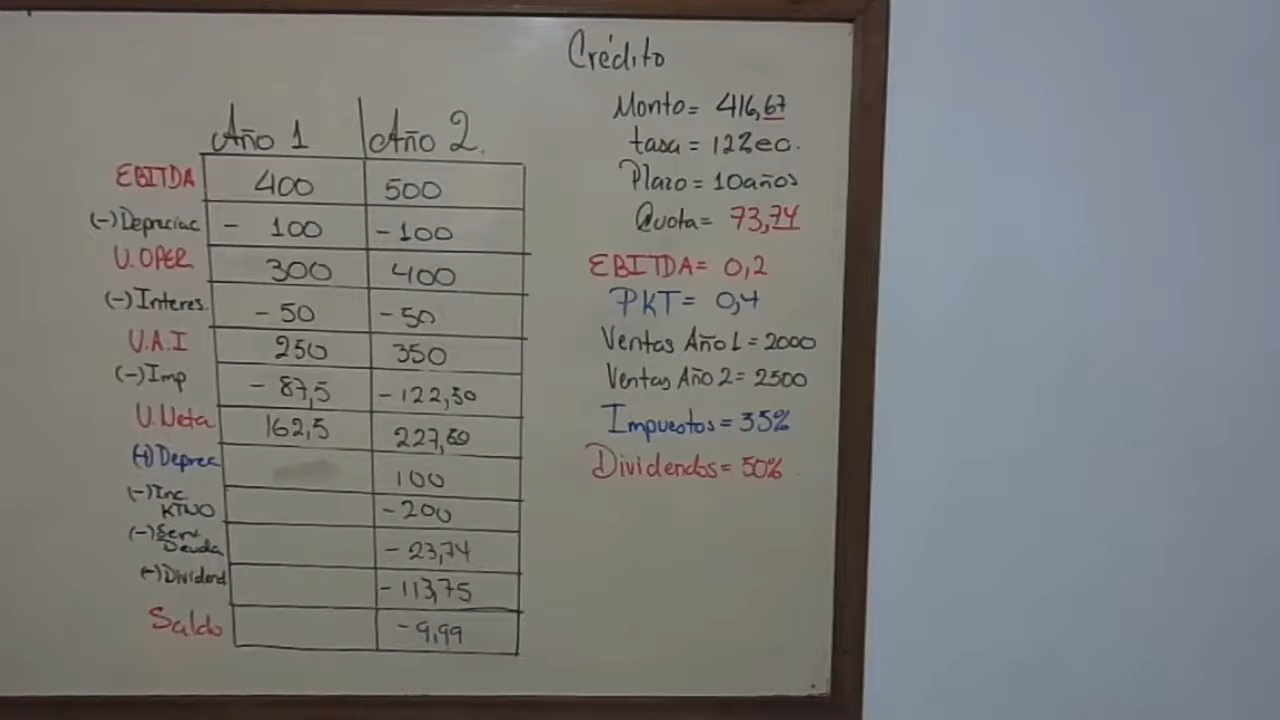 Año 1 Año 2.
EBITDA 400 500
(-) Depreciac - 100 - 100
U. OPER 300 400
(-) Interes. - 50 - 50
U.A.I 250 350
(-) Imp - 87,5 - 122,50
U. Neta 162,5 227,50
(+) Deprec 100
(-) Inc
KTNO - 200
(-) Serv
Deuda - 23,74
(-) Dividend - 113,75
Saldo - 9,99
Crédito
Monto = 416,67
tasa = 12%
Plazo = 10 años
Quota = 73,74
EBITDA = 0,2
PKT = 0,4
Ventas Año 1 = 2000
Ventas Año 2 = 2500
Impuestos = 35%
Dividendos = 50%